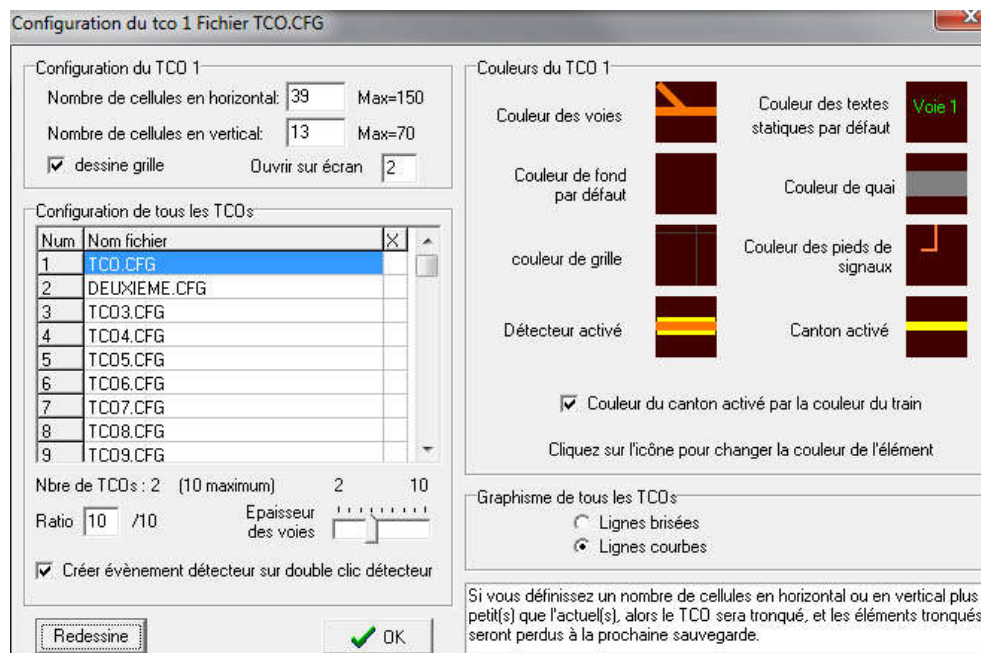 Configuration du tco 1 Fichier TCO.CFG
Configuration du TCO 1
Nombre de cellules en horizontal: 39 Max=150
Nombre de cellules en vertical: 13 Max=70
dessine grille Ouvrir sur écran 2
Configuration de tous les TCOs
Num Nom fichier X
1 TCO.CFG
2 DEUXIEME.CFG
3 TCO3.CFG
4 TCO4.CFG
5 TCO5.CFG
6 TCO6.CFG
7 TCO7.CFG
8 TCO8.CFG
9 TCO9.CFG
Nbre de TCOs : 2 (10 maximum) 2 10
Ratio 10 /10 Epaisseur
des voies
Créer évènement détecteur sur double clic détecteur
Redessine OK
Couleurs du TCO 1
Couleur des voies
Couleur des textes
statiques par défaut
Voie 1
Couleur de fond
par défaut
Couleur de quai
couleur de grille
Couleur des pieds de
signaux
Détecteur activé
Canton activé
Couleur du canton activé par la couleur du train
Cliquez sur l'icône pour changer la couleur de l'élément
Graphisme de tous les TCOs
Lignes brisées
Lignes courbes
Si vous définissez un nombre de cellules en horizontal ou en vertical plus
petit(s) que l'actuel(s), alors le TCO sera tronqué, et les éléments tronqués
seront perdus à la prochaine sauvegarde.